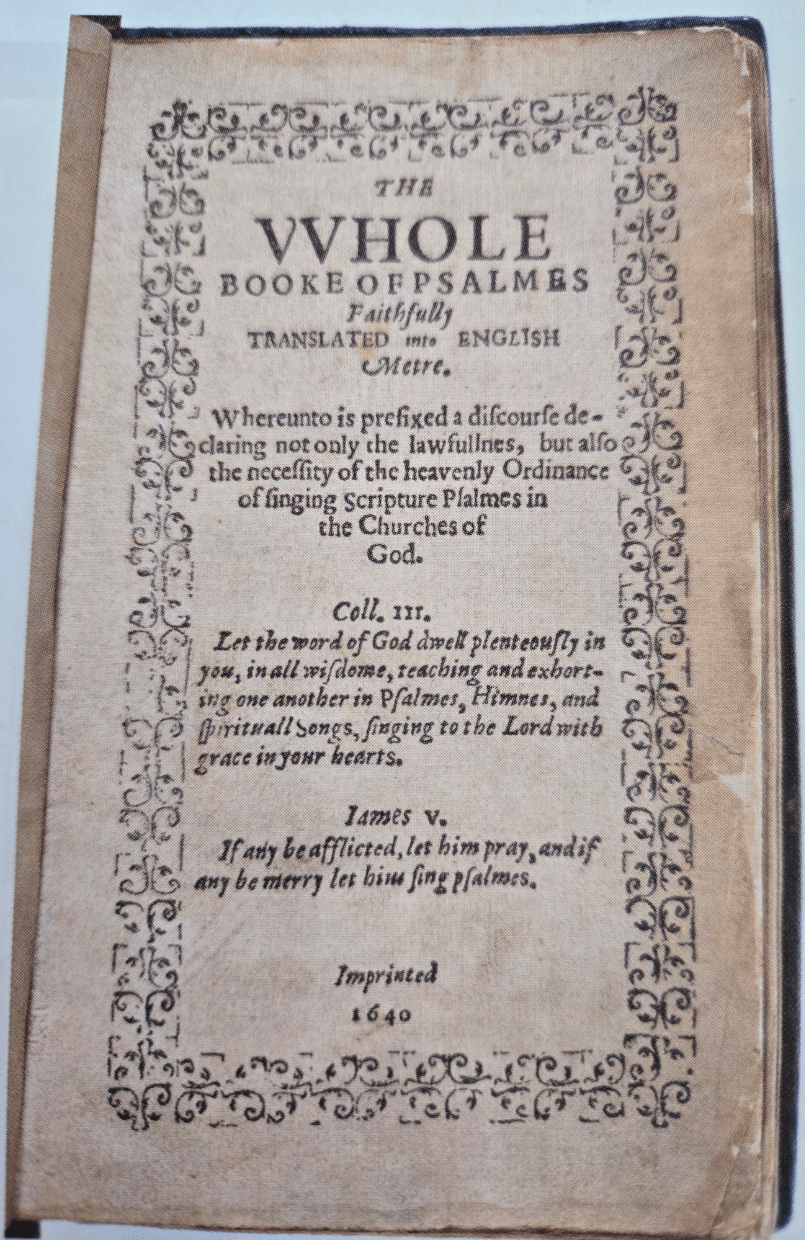 THE
VVHOLE
BOOKE OF PSALMES
Faithfully
TRANSLATED into ENGLISH
Metre.
Whereunto is prefixed a diſcourſe de-
claring not only the lawfullnes, but alſo
the neceſſity of the heavenly Ordinance
of ſinging Scripture Pſalmes in
the Churches of
God.
Coll. III.
Let the word of God dwell plenteouſly in
you, in all wiſdome, teaching and exhort-
ing one another in Pſalmes, Himnes, and
ſpirituall Songs, ſinging to the Lord with
grace in your hearts.
Iames v.
If any be afflicted, let him pray, and if
any be merry let him ſing pſalmes.
Imprinted
1640